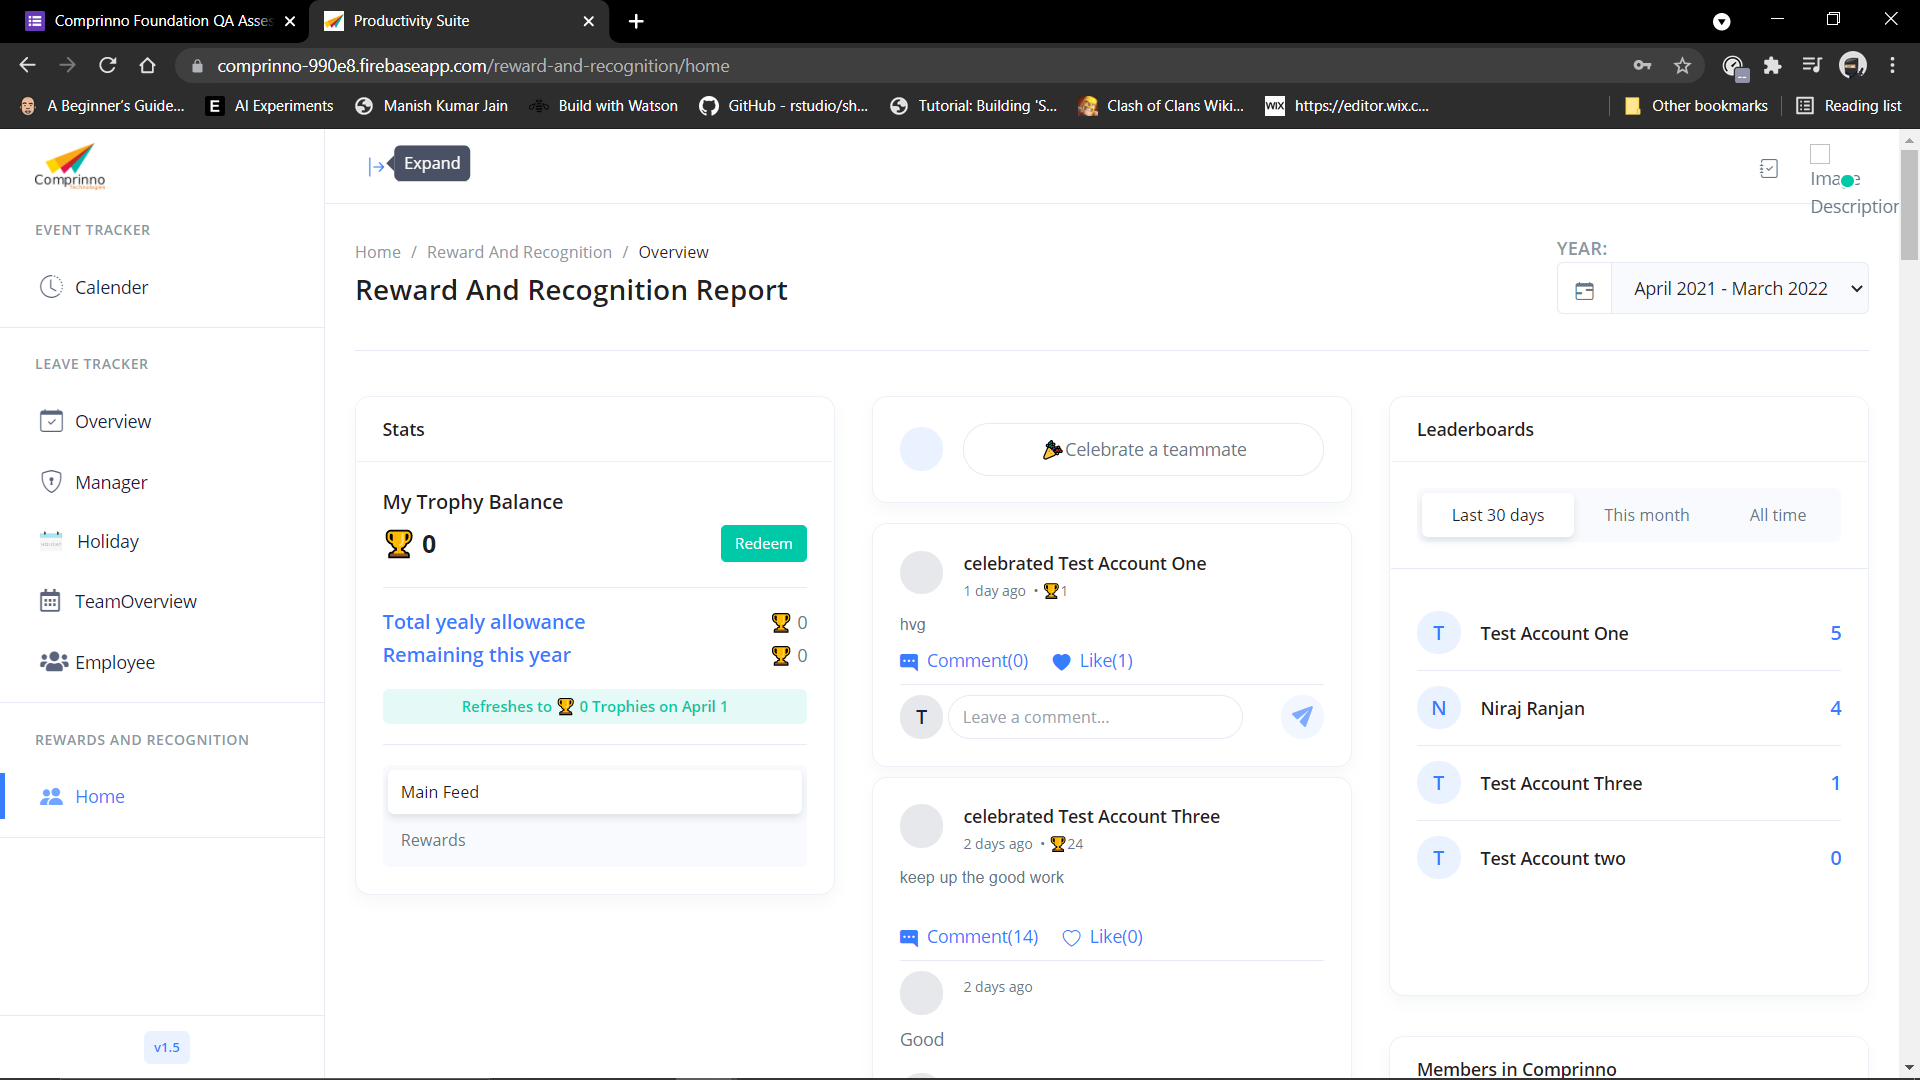 Comprinno Foundation QA Asses
Productivity Suite
comprinno-990e8.firebaseapp.com/reward-and-recognition/home
A Beginner's Guide...
AI Experiments
Manish Kumar Jain
Build with Watson
GitHub - rstudio/sh...
Tutorial: Building 'S...
Clash of Clans Wiki...
WIX
https://editor.wix.c...
Other bookmarks
Reading list
Comprinno
Technologies
EVENT TRACKER
Calender
LEAVE TRACKER
Overview
Manager
Holiday
TeamOverview
Employee
REWARDS AND RECOGNITION
Home
v1.5
Expand
Image
Description
Home / Reward And Recognition / Overview
Reward And Recognition Report
YEAR:
April 2021 - March 2022
Stats
My Trophy Balance
0
Redeem
Total yealy allowance 0
Remaining this year 0
Refreshes to 0 Trophies on April 1
Main Feed
Rewards
Celebrate a teammate
celebrated Test Account One
1 day ago • 1
hvg
Comment(0) Like(1)
T
Leave a comment...
celebrated Test Account Three
2 days ago • 24
keep up the good work
Comment(14) Like(0)
2 days ago
Good
Leaderboards
Last 30 days
This month
All time
T Test Account One 5
N Niraj Ranjan 4
T Test Account Three 1
T Test Account two 0
Members in Comprinno